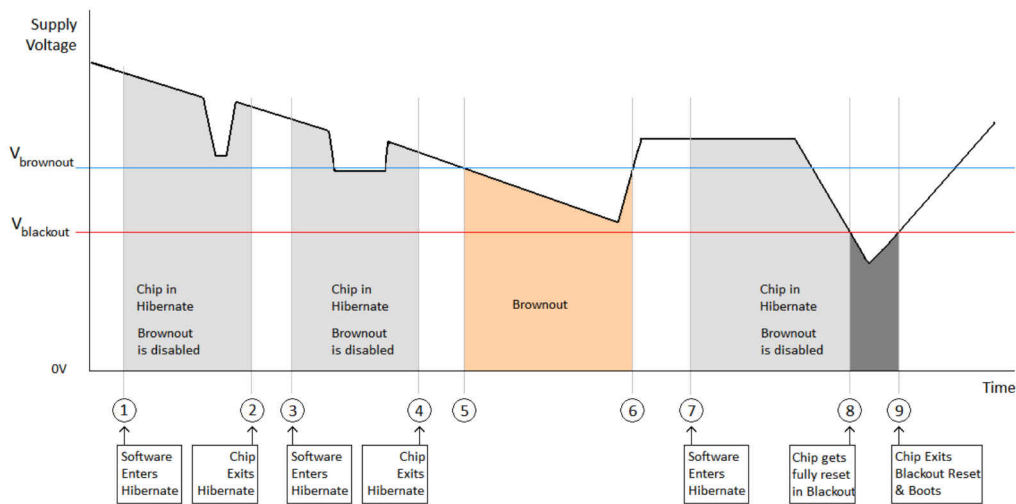 Supply
Voltage
Vbrownout
Vblackout
0V
Chip in
Hibernate
Brownout
is disabled
Chip in
Hibernate
Brownout
is disabled
Brownout
Chip in
Hibernate
Brownout
is disabled
Time
1 2 3 4 5 6 7 8 9
Software
Enters
Hibernate
Chip
Exits
Hibernate
Software
Enters
Hibernate
Chip
Exits
Hibernate
Software
Enters
Hibernate
Chip gets
fully reset
in Blackout
Chip Exits
Blackout Reset
& Boots